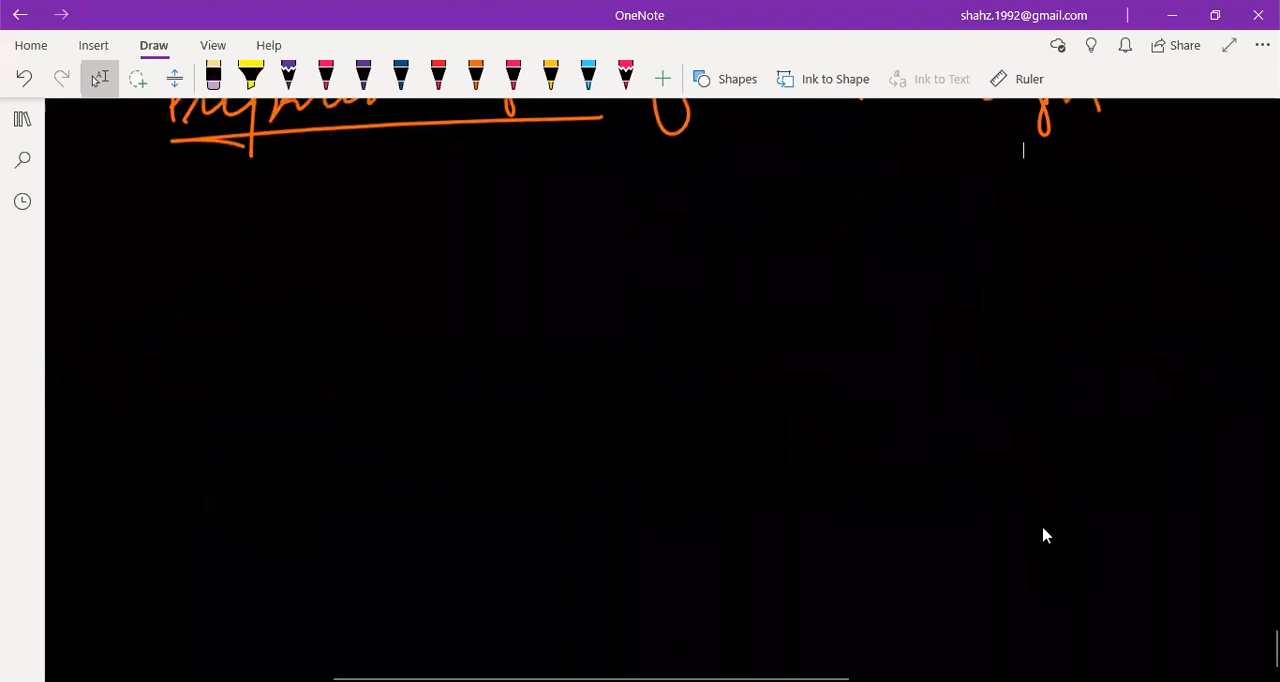 OneNote
shahz.1992@gmail.com
Home Insert Draw View Help
Share
Shapes Ink to Shape Ink to Text Ruler